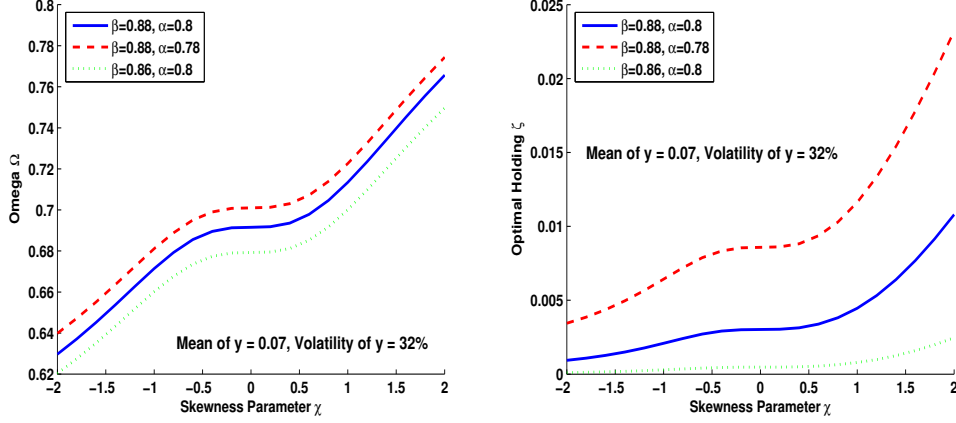 0.8
0.78
0.76
0.74
0.72
0.7
0.68
0.66
0.64
0.62
Omega Ω
β=0.88, α=0.8
β=0.88, α=0.78
β=0.86, α=0.8
Mean of y = 0.07, Volatility of y = 32%
−2 −1.5 −1 −0.5 0 0.5 1 1.5 2
Skewness Parameter χ
0.025
0.02
0.015
0.01
0.005
0
Optimal Holding ζ
β=0.88, α=0.8
β=0.88, α=0.78
β=0.86, α=0.8
Mean of y = 0.07, Volatility of y = 32%
−2 −1.5 −1 −0.5 0 0.5 1 1.5 2
Skewness Parameter χ